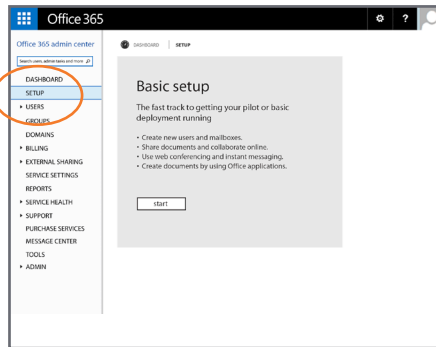 Office 365
?
Office 365 admin center
DASHBOARD
SETUP
Search users, admin tasks and more
DASHBOARD
SETUP
USERS
GROUPS
DOMAINS
BILLING
EXTERNAL SHARING
SERVICE SETTINGS
REPORTS
SERVICE HEALTH
SUPPORT
PURCHASE SERVICES
MESSAGE CENTER
TOOLS
ADMIN
Basic setup
The fast track to getting your pilot or basic
deployment running
• Create new users and mailboxes.
• Share documents and collaborate online.
• Use web conferencing and instant messaging.
• Create documents by using Office applications.
start